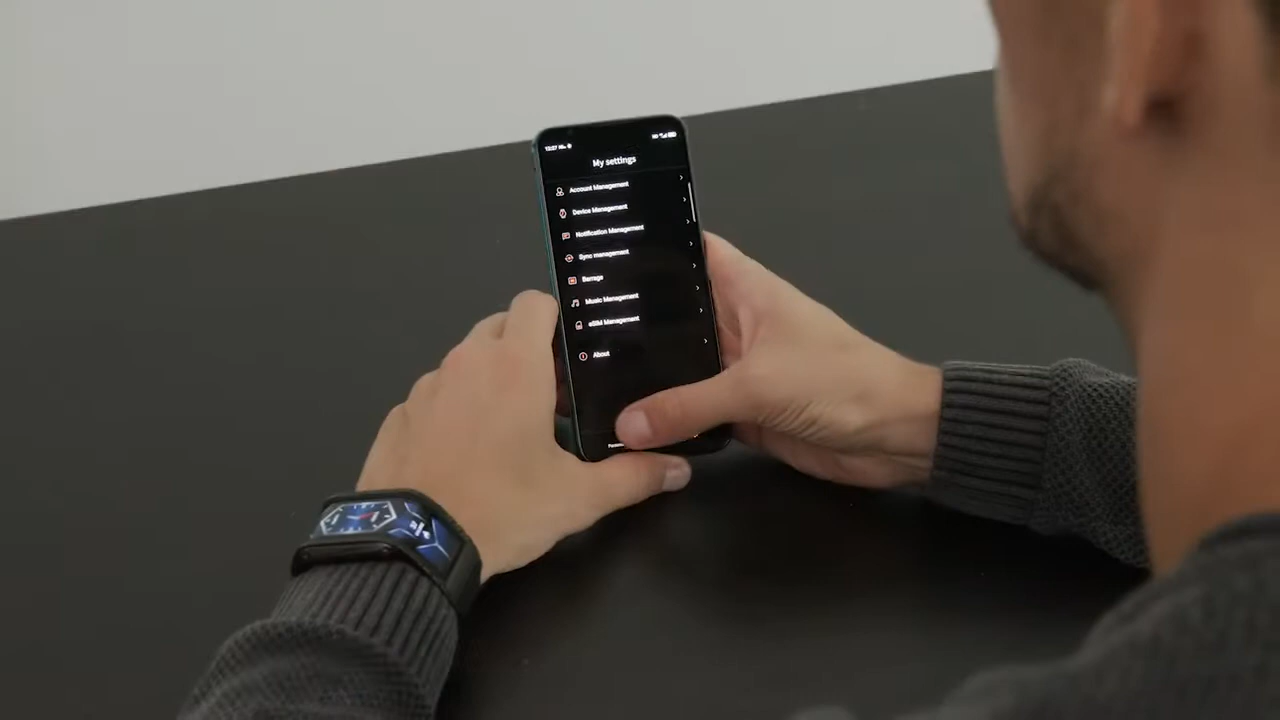 My settings
Account Management
Device Management
Notification Management
Sync management
Barrage
Music Management
eSIM Management
About